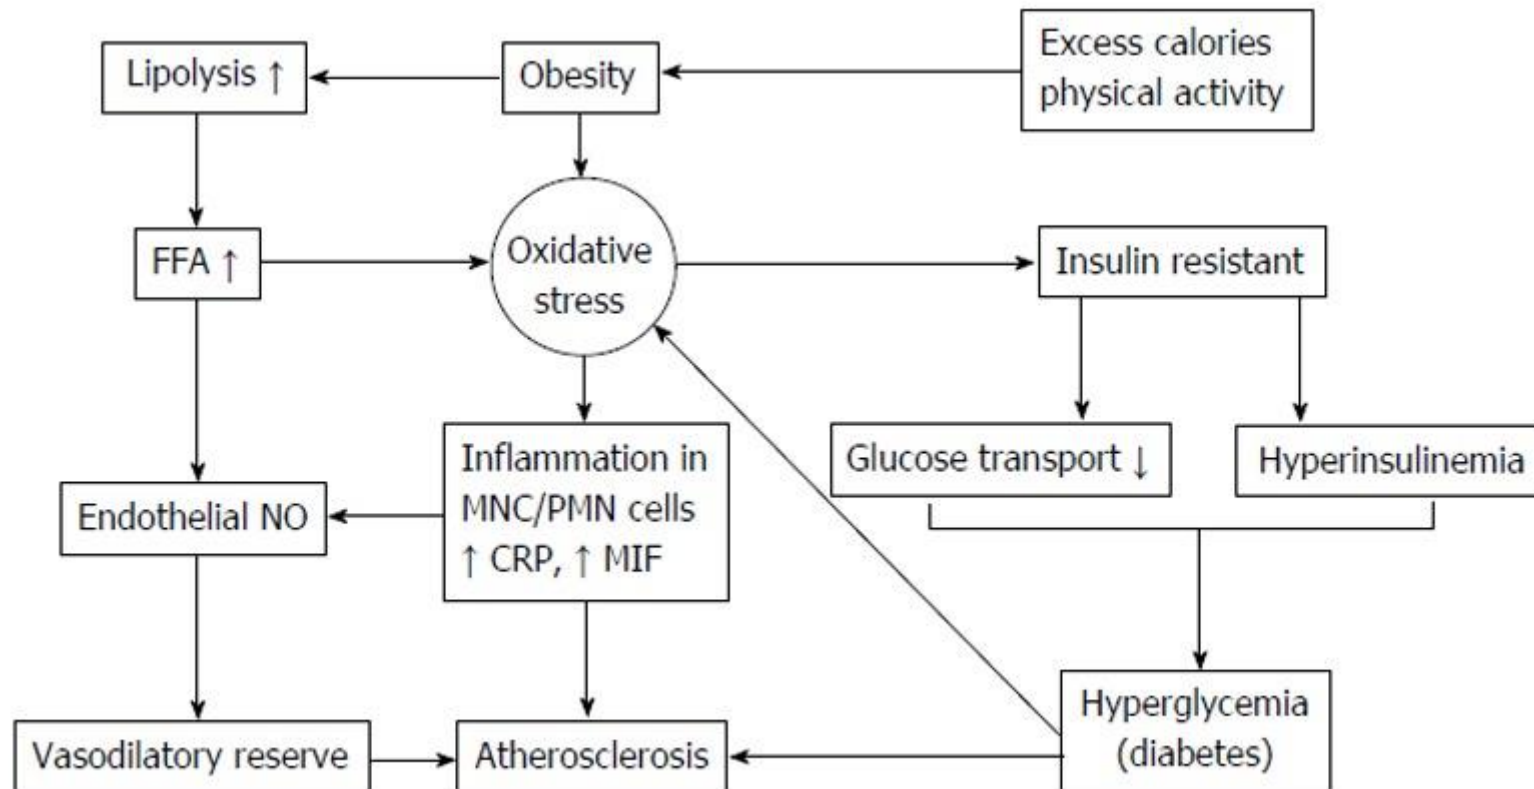 Lipolysis ↑
Obesity
Excess calories
physical activity
FFA ↑
Oxidative
stress
Insulin resistant
Inflammation in
MNC/PMN cells
↑ CRP, ↑ MIF
Glucose transport ↓
Hyperinsulinemia
Endothelial NO
Vasodilatory reserve
Atherosclerosis
Hyperglycemia
(diabetes)